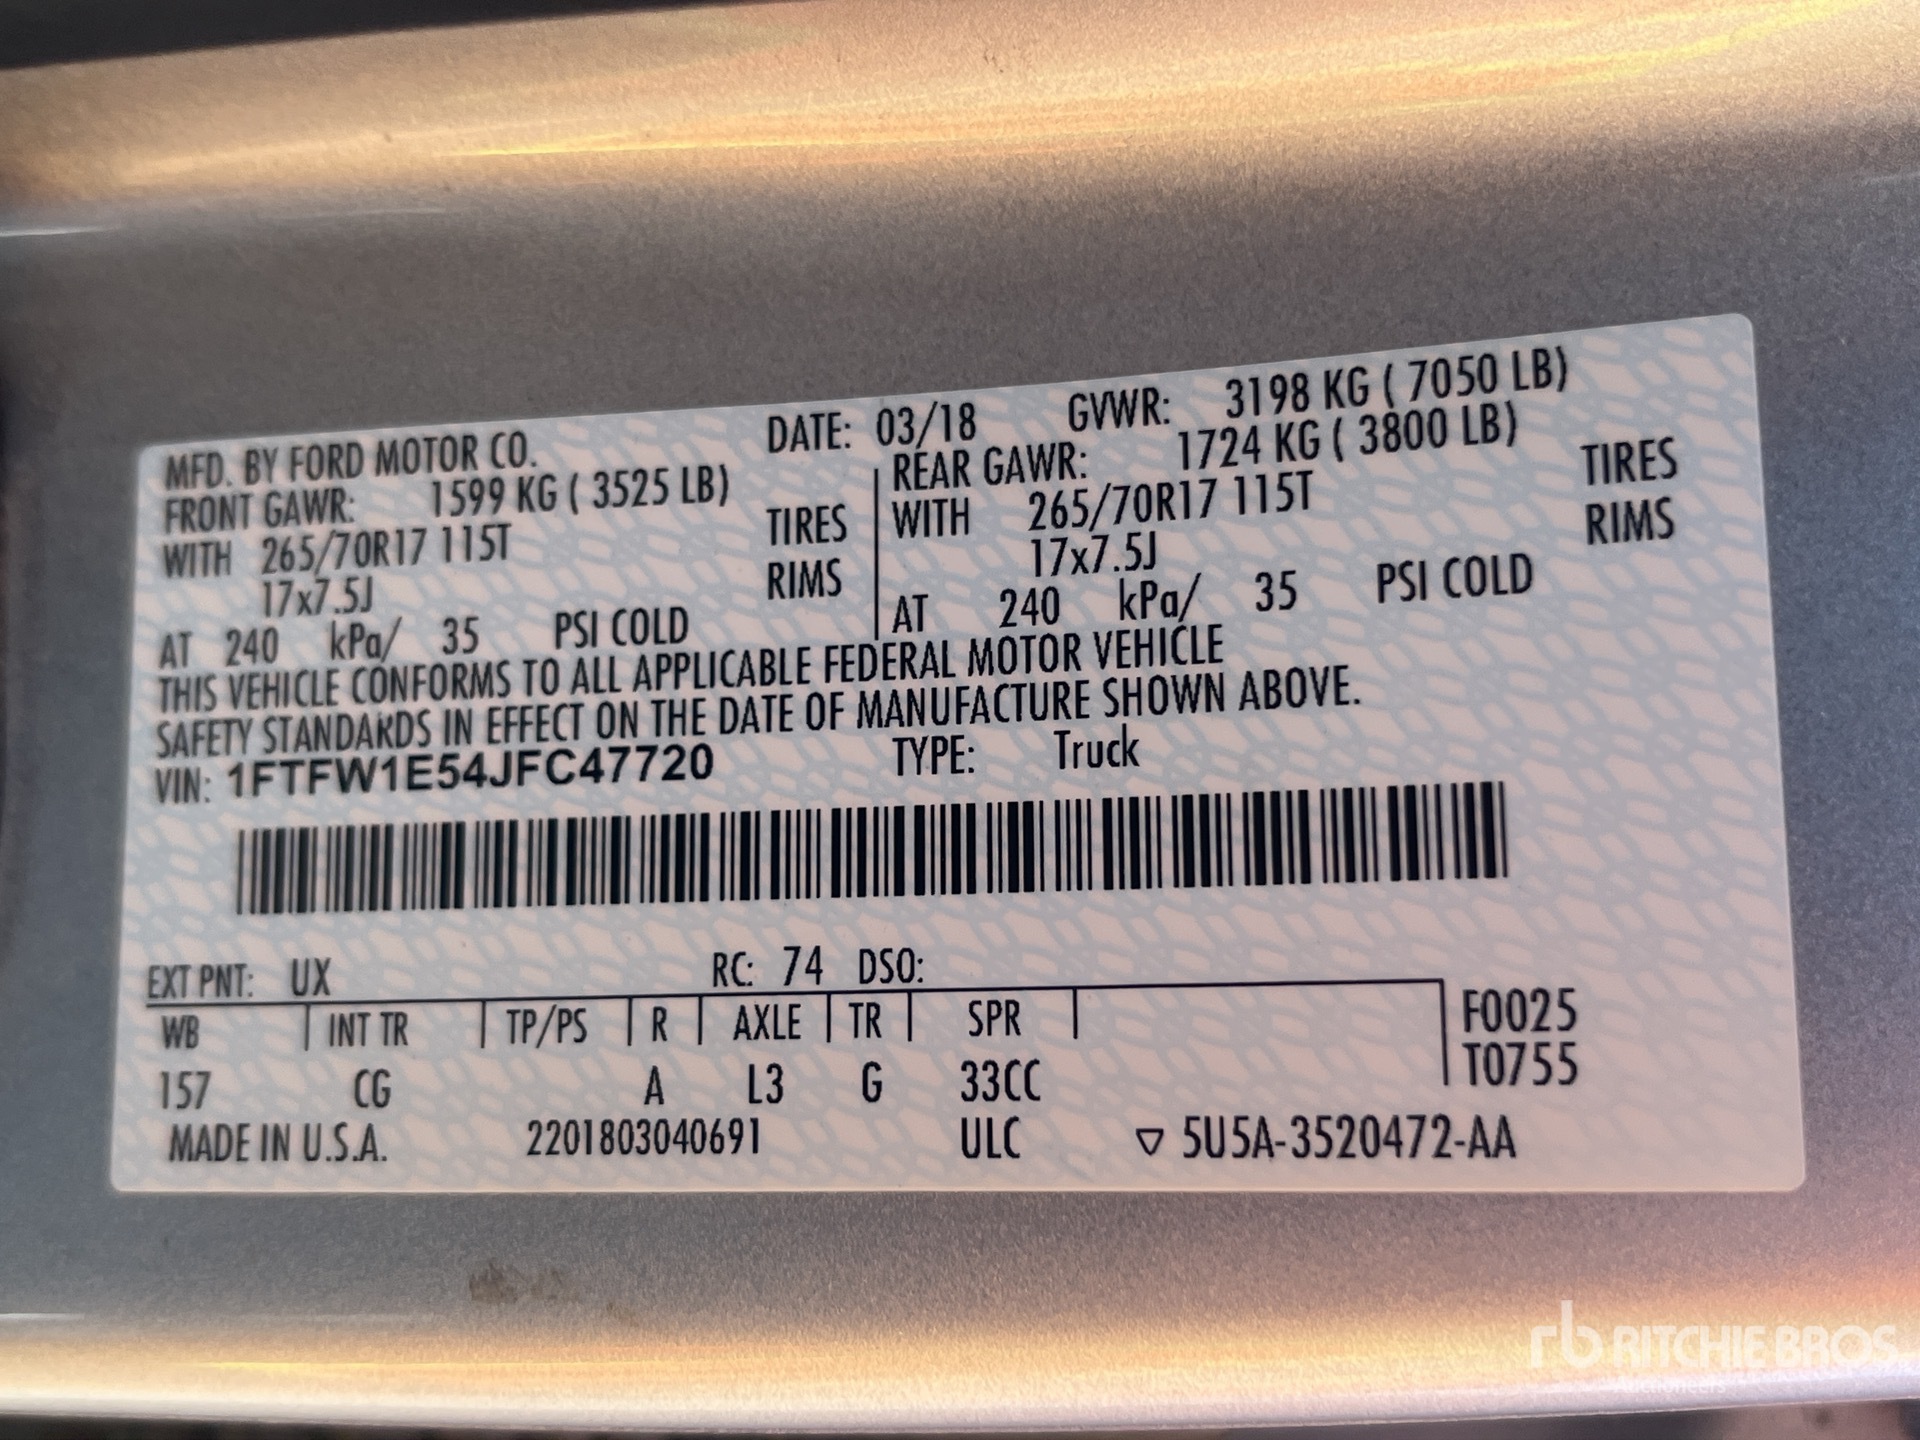 MFD. BY FORD MOTOR CO. DATE: 03/18 GVWR: 3198 KG ( 7050 LB)
FRONT GAWR: 1599 KG ( 3525 LB) REAR GAWR: 1724 KG ( 3800 LB)
WITH 265/70R17 115T TIRES WITH 265/70R17 115T TIRES
17x7.5J RIMS 17x7.5J RIMS
AT 240 kPa/ 35 PSI COLD AT 240 kPa/ 35 PSI COLD
THIS VEHICLE CONFORMS TO ALL APPLICABLE FEDERAL MOTOR VEHICLE
SAFETY STANDARDS IN EFFECT ON THE DATE OF MANUFACTURE SHOWN ABOVE.
VIN: 1FTFW1E54JFC47720 TYPE: Truck
EXT PNT: UX RC: 74 DSO:
WB INT TR TP/PS R AXLE TR SPR F0025
157 CG A L3 G 33CC T0755
MADE IN U.S.A. 2201803040691 ULC ▽ 5U5A-3520472-AA
rb RITCHIE BROS
Auctioneers